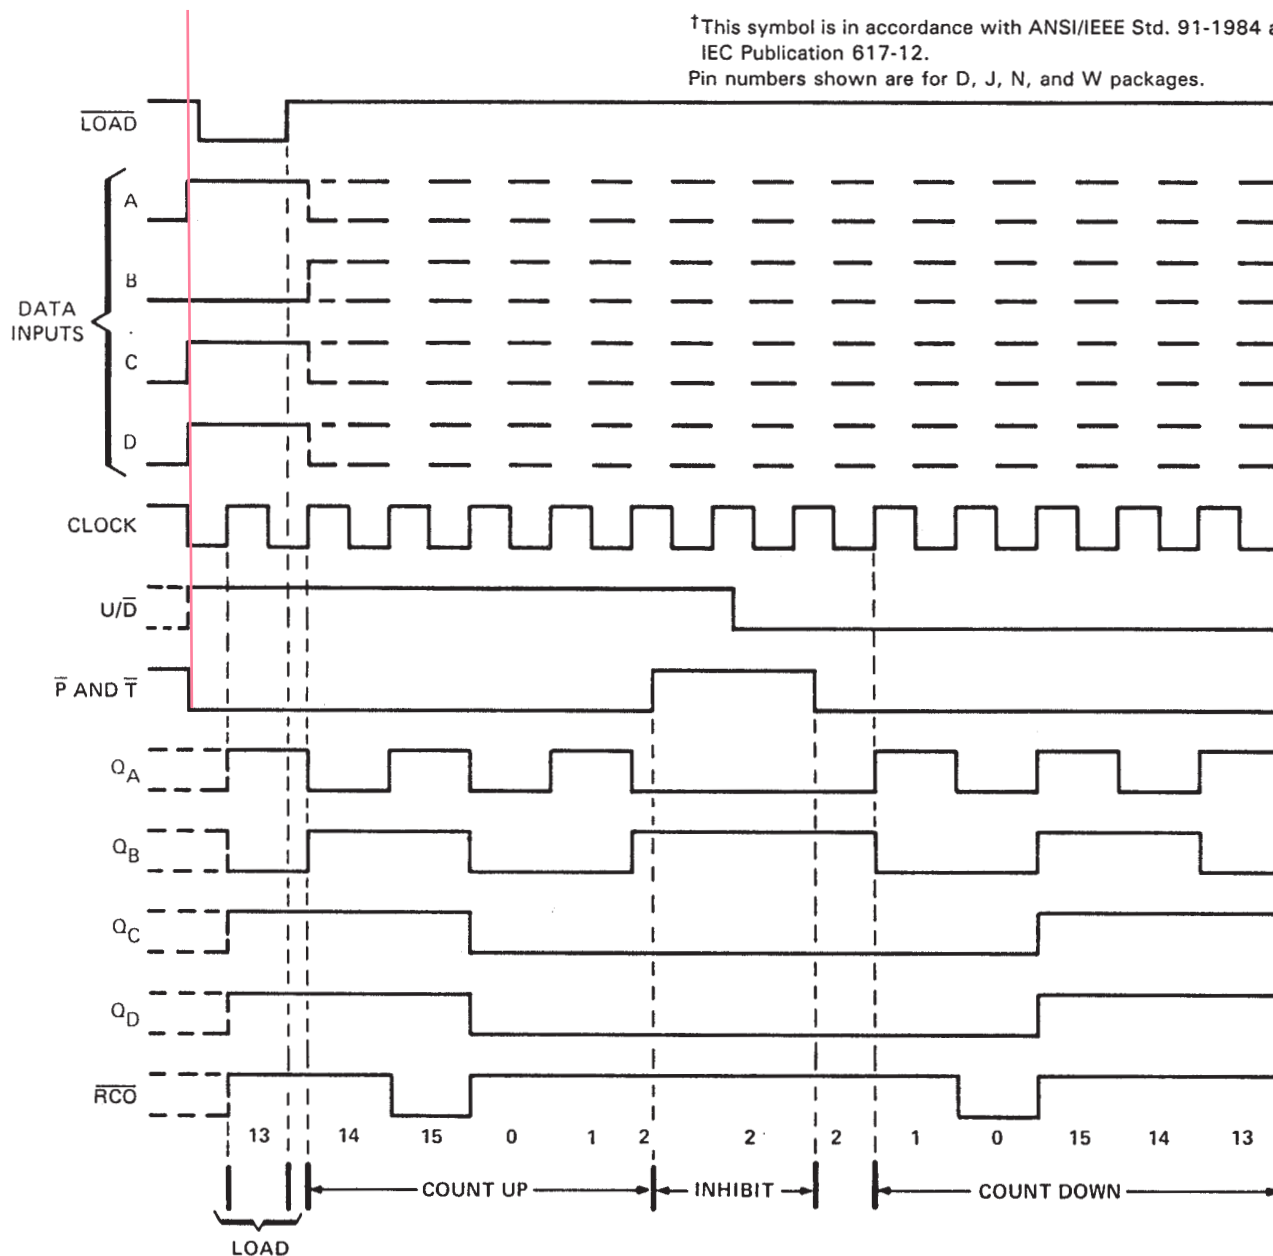 †This symbol is in accordance with ANSI/IEEE Std. 91-1984 a
IEC Publication 617-12.
Pin numbers shown are for D, J, N, and W packages.
L̅O̅A̅D̅
DATA
INPUTS
A
B
C
D
CLOCK
U/D̅
P̅ AND T̅
QA
QB
QC
QD
R̅C̅O̅
13 14 15 0 1 2 2 2 1 0 15 14 13
COUNT UP INHIBIT COUNT DOWN
LOAD